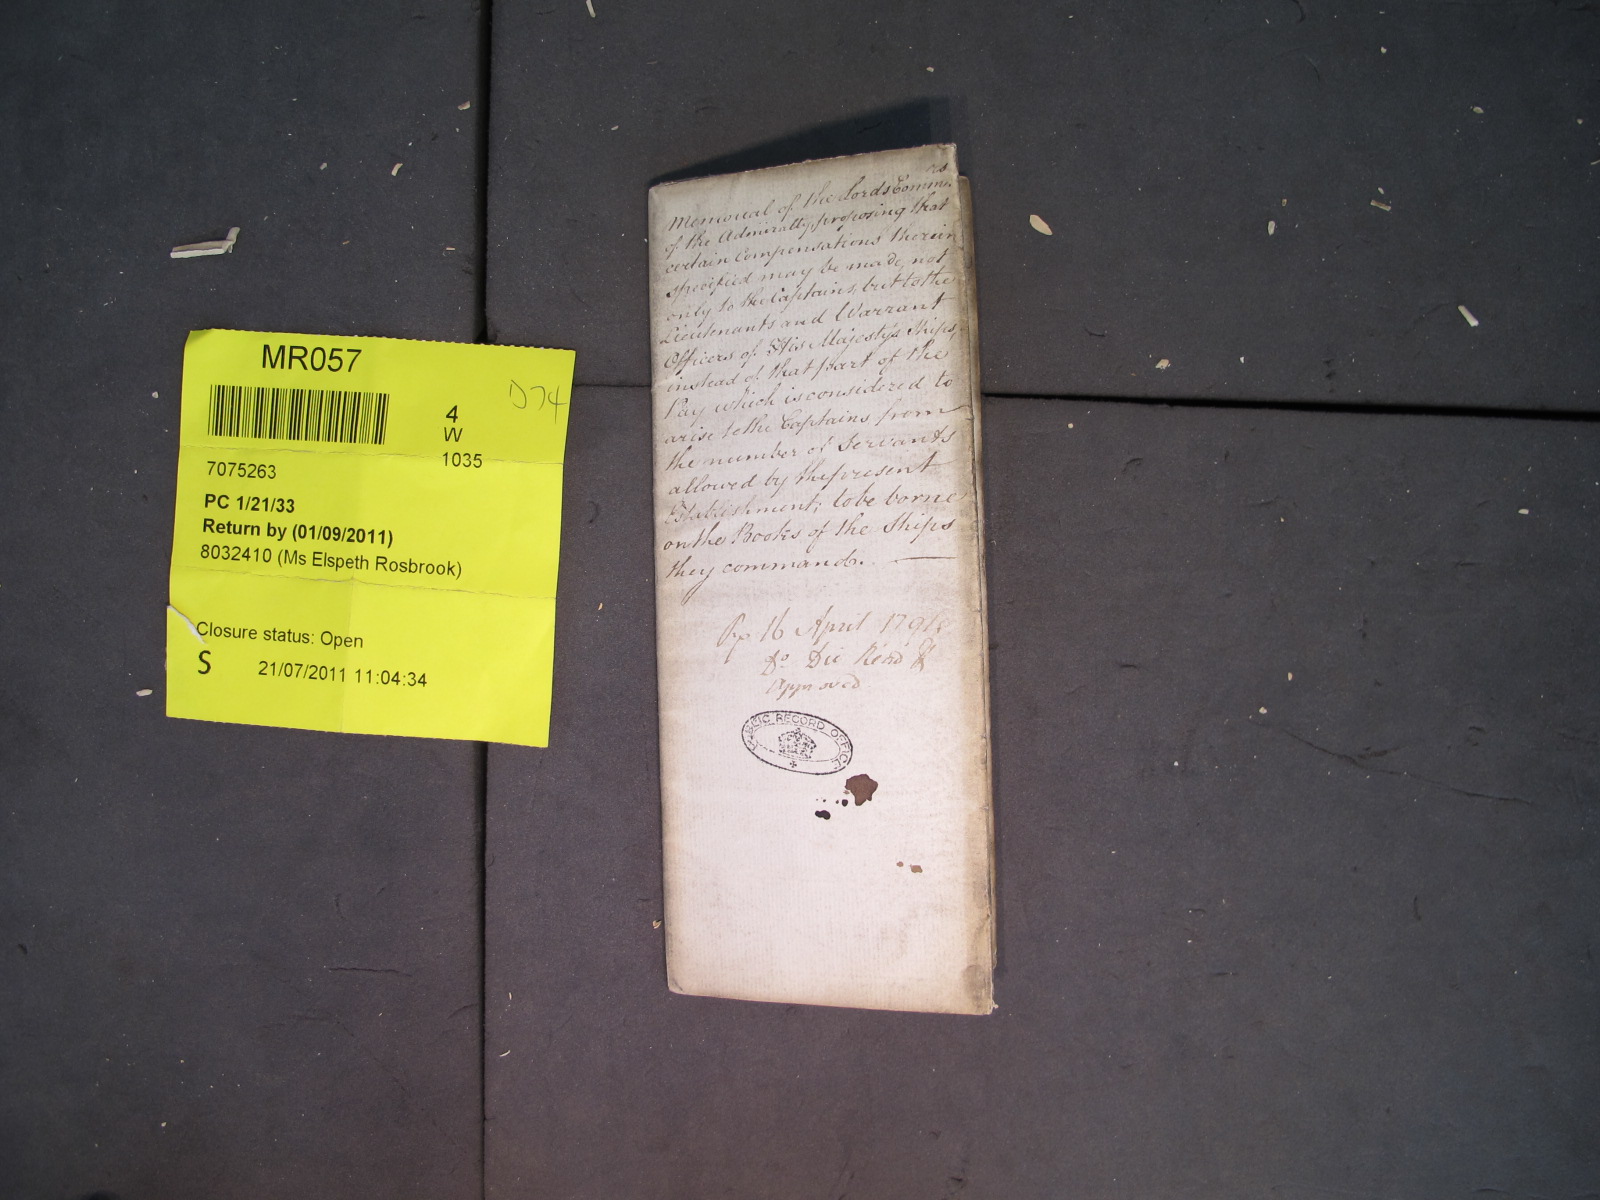 MR057
D74
4
W
1035
7075263
PC 1/21/33
Return by (01/09/2011)
8032410 (Ms Elspeth Rosbrook)
Closure status: Open
S
21/07/2011 11:04:34
Memorial of the Lords Commrs
of the Admiralty, proposing that
certain Compensations therein
specified may be made, not
only to the Captains, but to the
Lieutenants and Warrant
Officers of His Majesty's Ships,
instead of that part of the
Pay which is considered to
arise to the Captains from
the number of Servants
allowed by the present
Establishment, to be borne
on the Books of the Ships
they command.
16 April 179
Do Die Read &
Approved
PUBLIC RECORD OFFICE